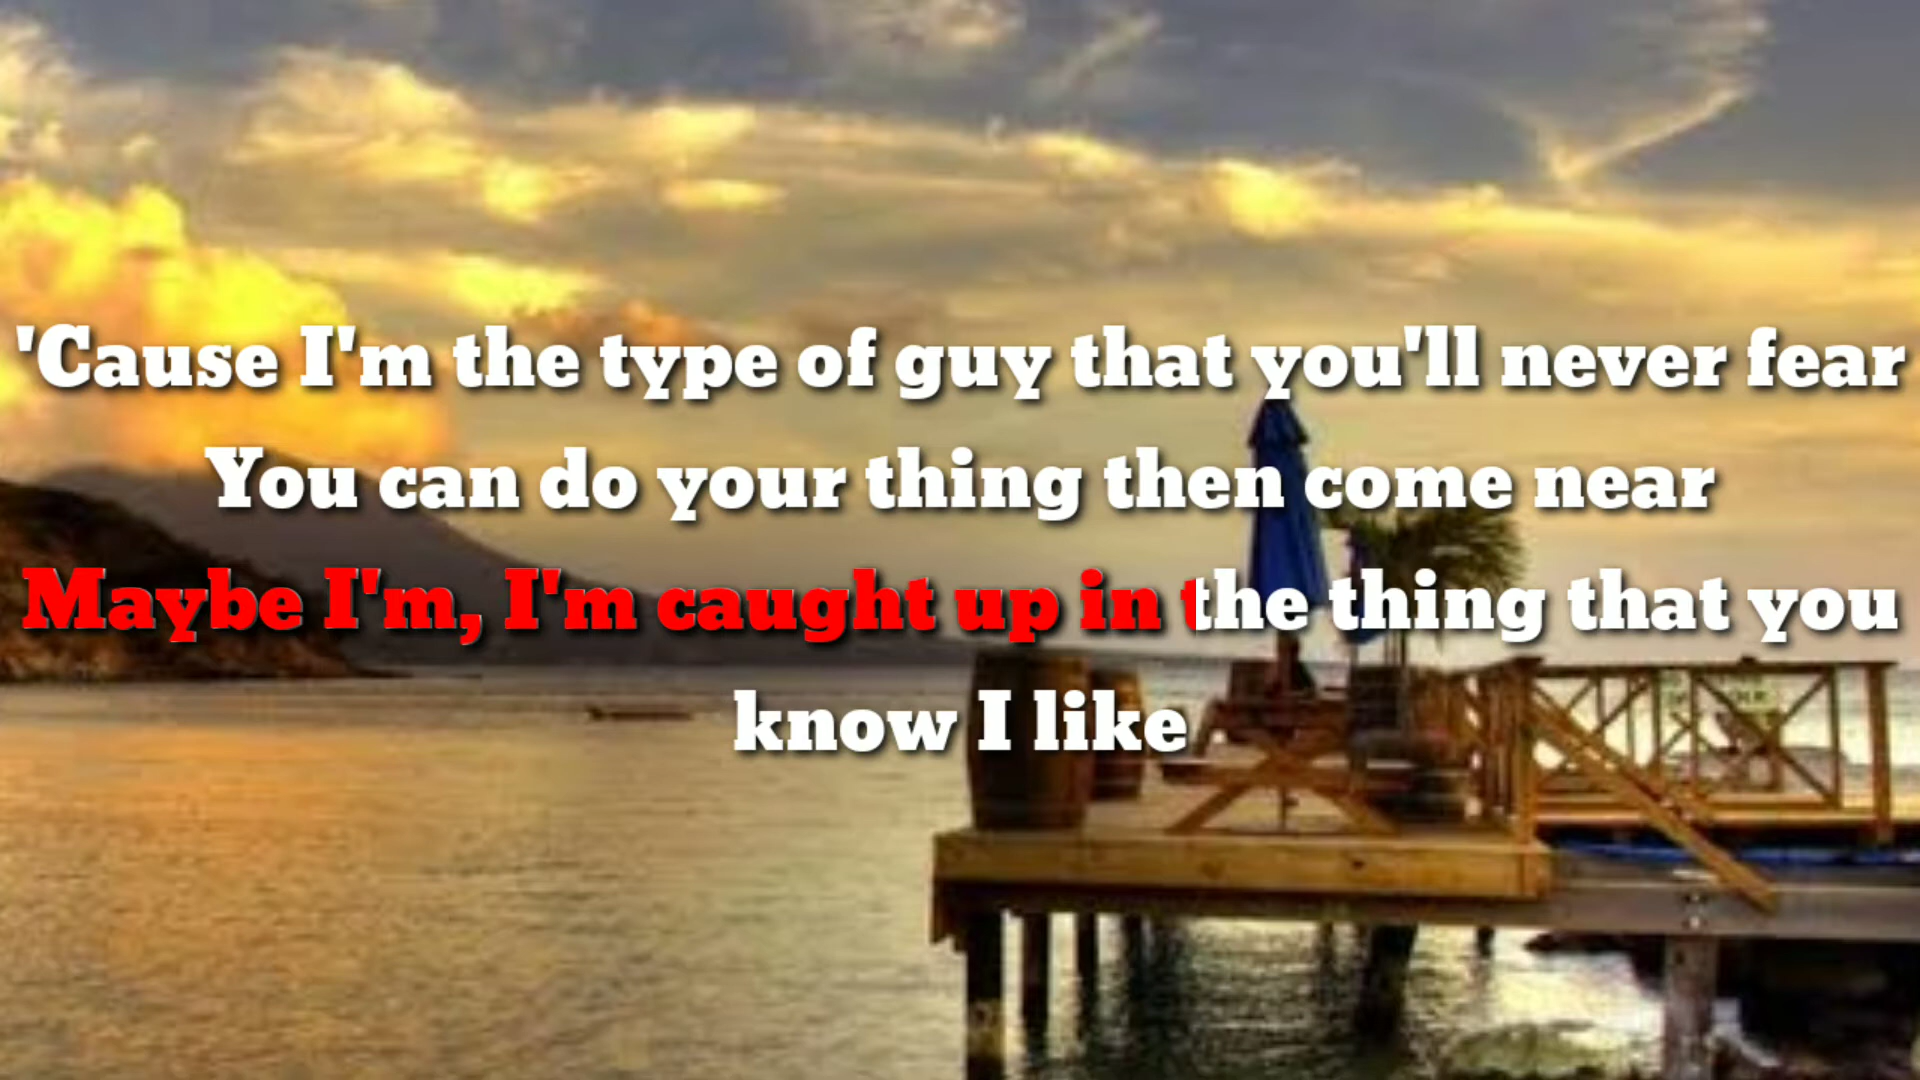 'Cause I'm the type of guy that you'll never fear
You can do your thing then come near
Maybe I'm, I'm caught up in the thing that you
know I like